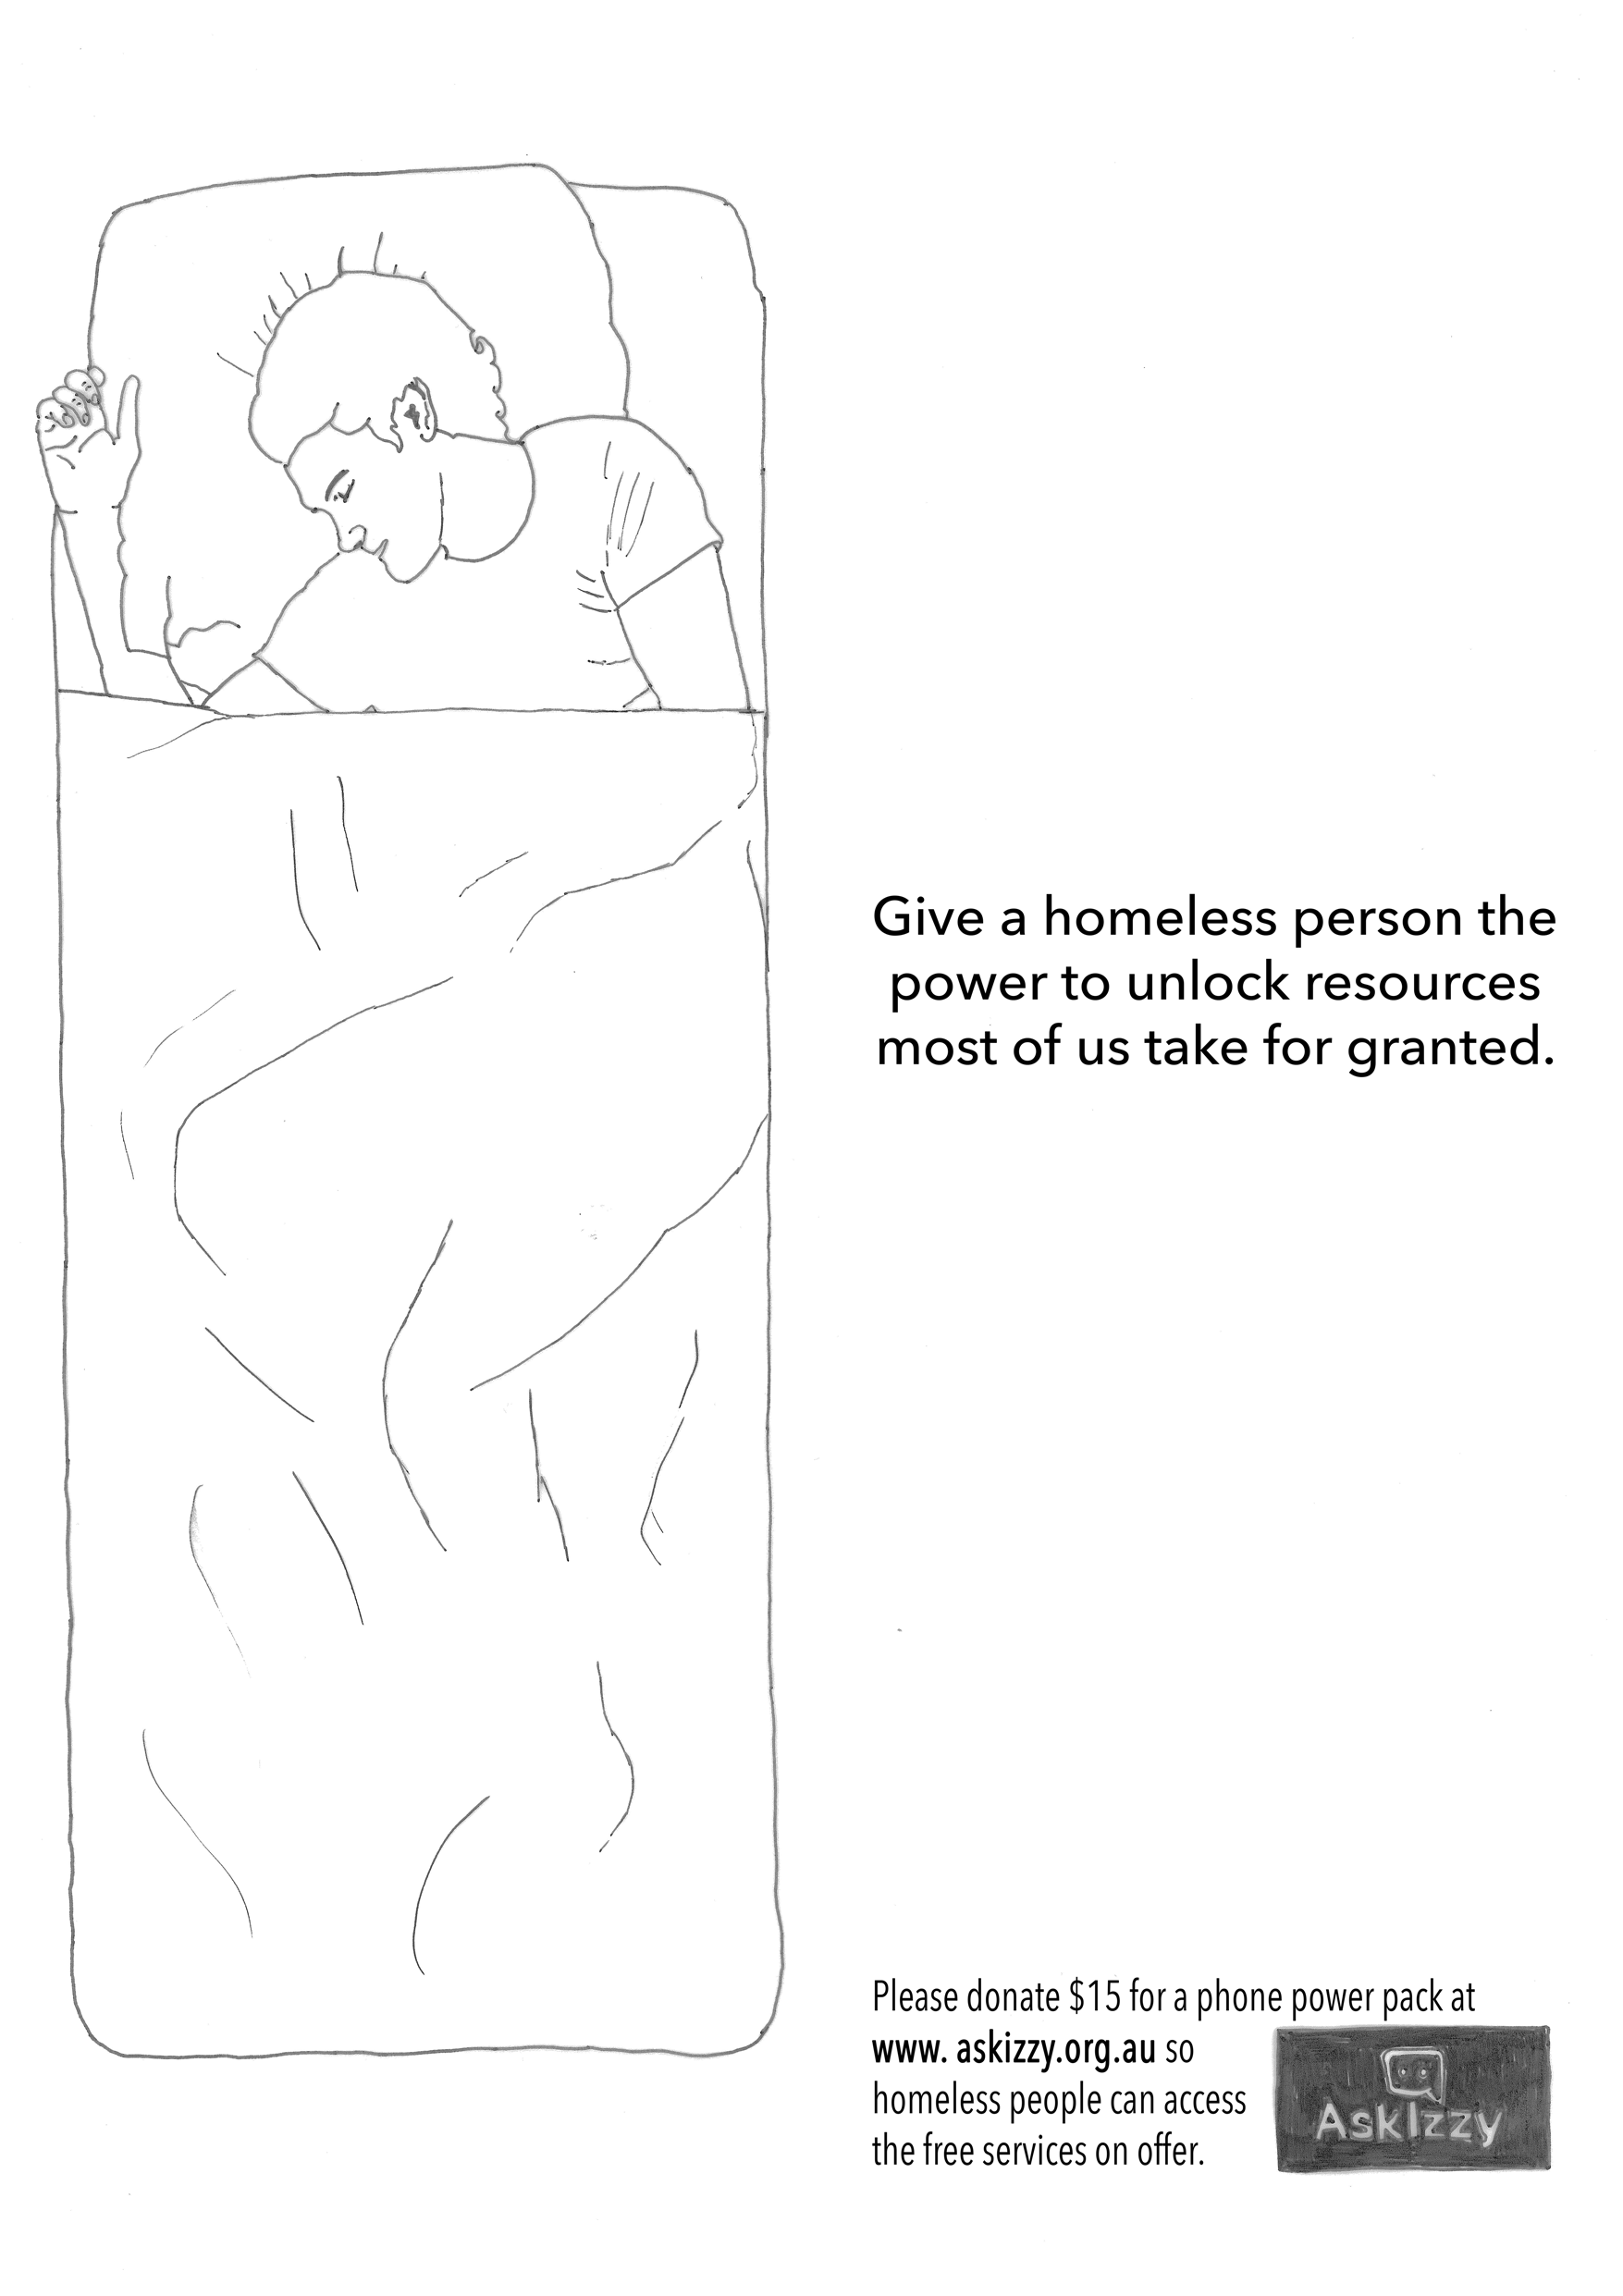 Give a homeless person the
power to unlock resources
most of us take for granted.
Please donate $15 for a phone power pack at
www. askizzy.org.au so
homeless people can access
the free services on offer.
AskIzzy